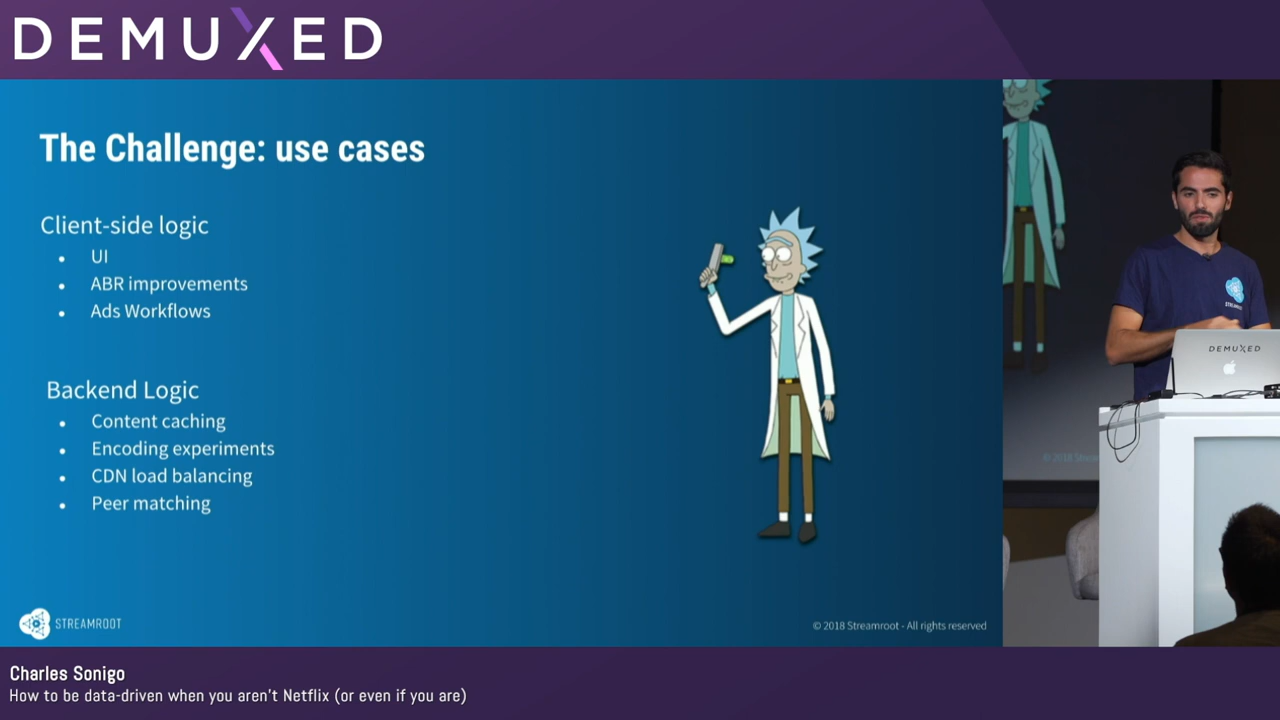 DEMUXED
The Challenge: use cases
Client-side logic
UI
ABR improvements
Ads Workflows
Backend Logic
Content caching
Encoding experiments
CDN load balancing
Peer matching
STREAMROOT
© 2018 Streamroot - All rights reserved
DEMUXED
Charles Sonigo
How to be data-driven when you aren't Netflix (or even if you are)